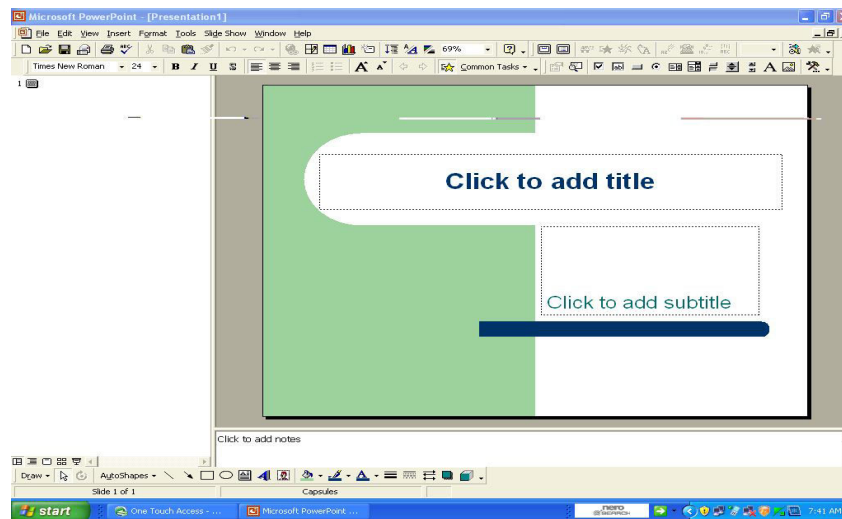 Microsoft PowerPoint - [Presentation1]
File Edit View Insert Format Tools Slide Show Window Help
69%
Times New Roman 24 B I U S Common Tasks
1
Click to add title
Click to add subtitle
Click to add notes
Draw AutoShapes
Slide 1 of 1 Capsules
start One Touch Access - ... Microsoft PowerPoint ... nero SEARCH 7:41 AM